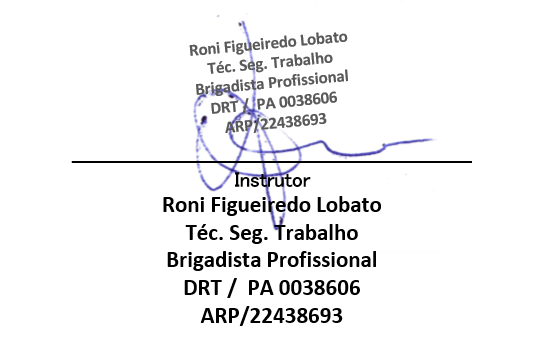 Roni Figueiredo Lobato
Téc. Seg. Trabalho
Brigadista Profissional
DRT /  PA 0038606
ARP/22438693
Instrutor
Roni Figueiredo Lobato
Téc. Seg. Trabalho
Brigadista Profissional
DRT /  PA 0038606
ARP/22438693